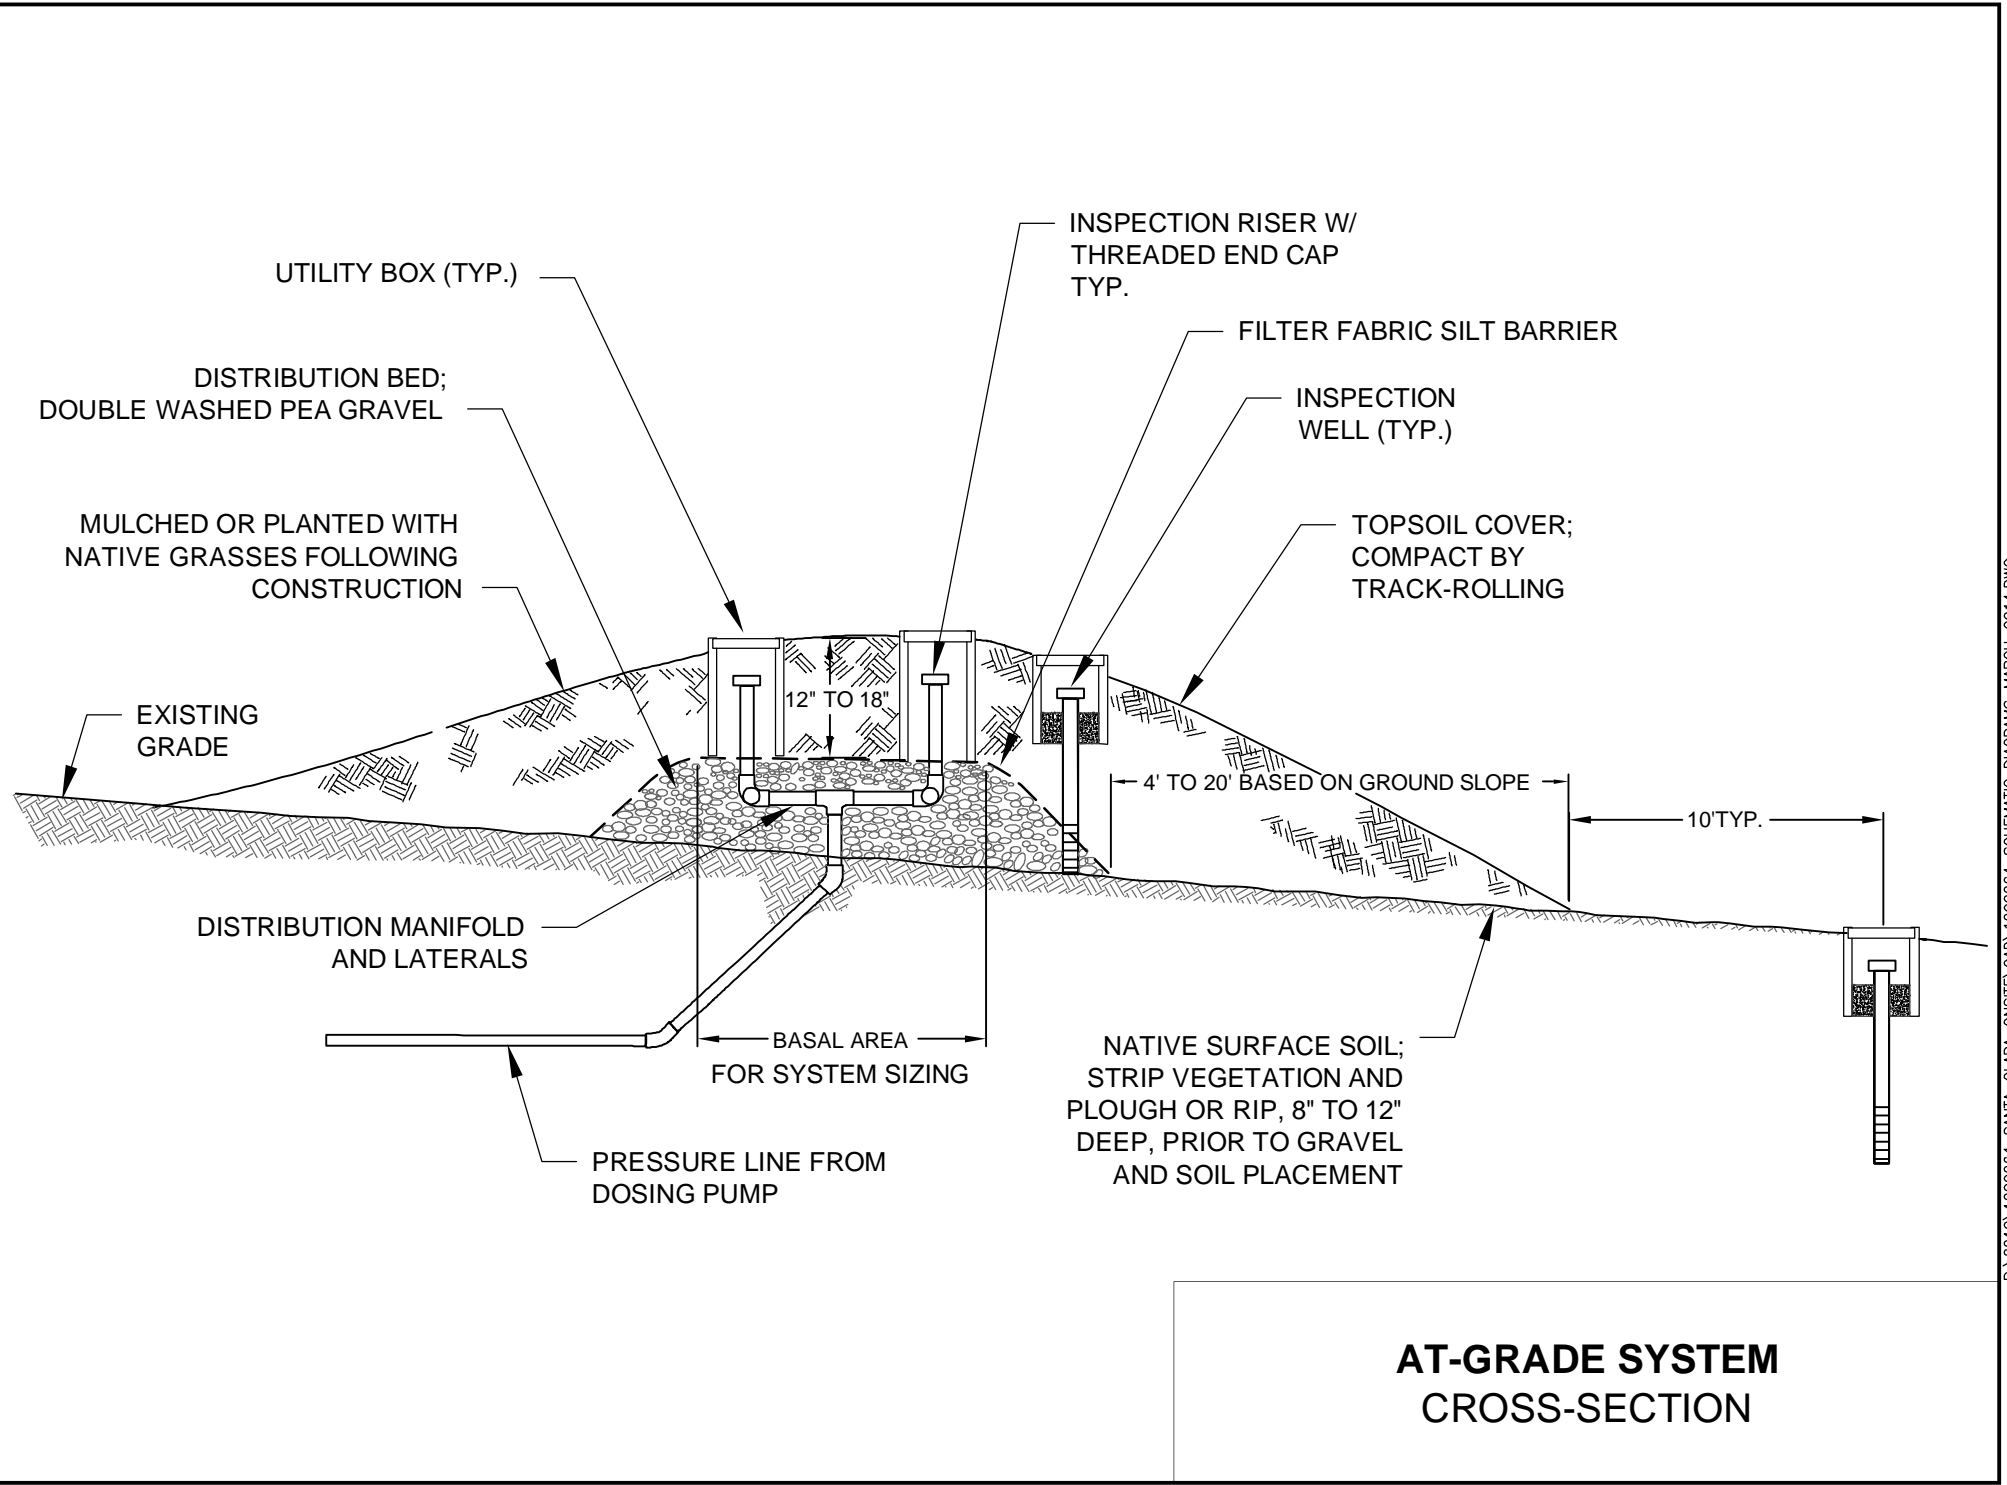 INSPECTION RISER W/
THREADED END CAP
TYP.
UTILITY BOX (TYP.)
FILTER FABRIC SILT BARRIER
DISTRIBUTION BED;
DOUBLE WASHED PEA GRAVEL
INSPECTION
WELL (TYP.)
MULCHED OR PLANTED WITH
NATIVE GRASSES FOLLOWING
CONSTRUCTION
TOPSOIL COVER;
COMPACT BY
TRACK-ROLLING
12" TO 18"
EXISTING
GRADE
4' TO 20' BASED ON GROUND SLOPE
10'TYP.
DISTRIBUTION MANIFOLD
AND LATERALS
BASAL AREA
FOR SYSTEM SIZING
NATIVE SURFACE SOIL;
STRIP VEGETATION AND
PLOUGH OR RIP, 8" TO 12"
DEEP, PRIOR TO GRAVEL
AND SOIL PLACEMENT
PRESSURE LINE FROM
DOSING PUMP
AT-GRADE SYSTEM
CROSS-SECTION